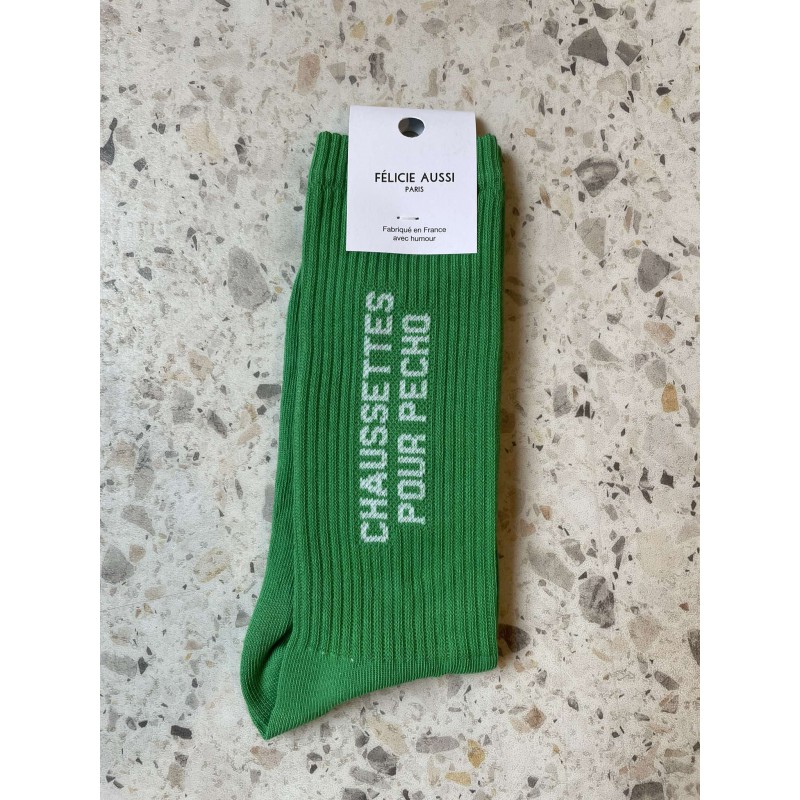 FÉLICIE AUSSI
PARIS
Fabriqué en France
avec humour
CHAUSSETTES
POUR PECHO